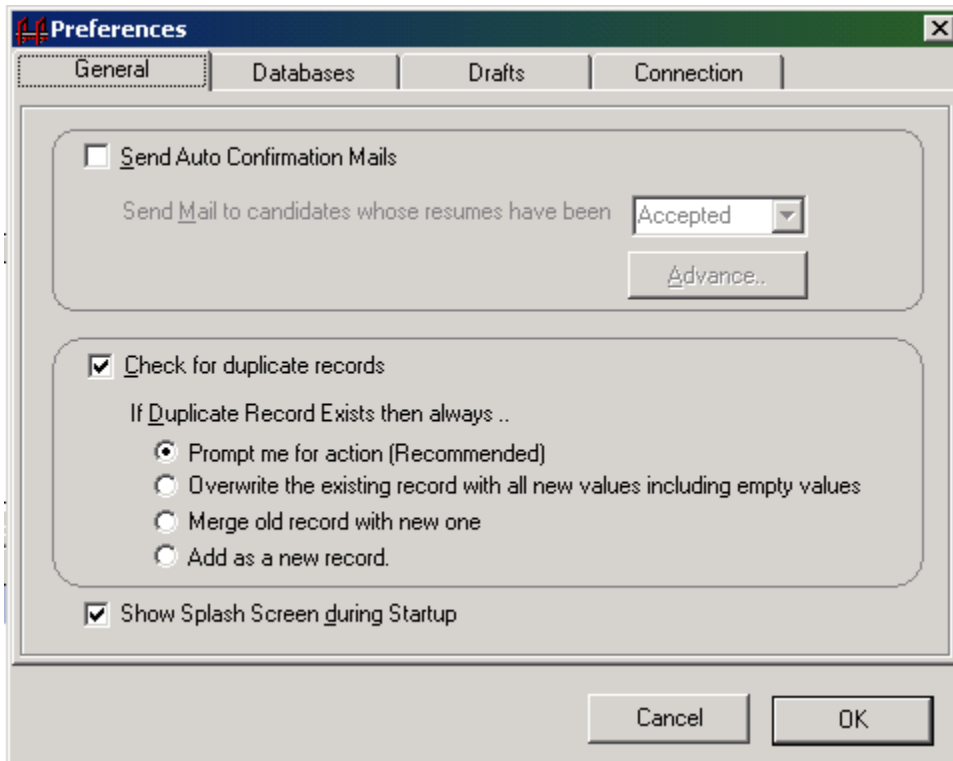 Preferences
General Databases Drafts Connection
Send Auto Confirmation Mails
Send Mail to candidates whose resumes have been Accepted
Advance..
Check for duplicate records
If Duplicate Record Exists then always ..
Prompt me for action (Recommended)
Overwrite the existing record with all new values including empty values
Merge old record with new one
Add as a new record.
Show Splash Screen during Startup
Cancel OK